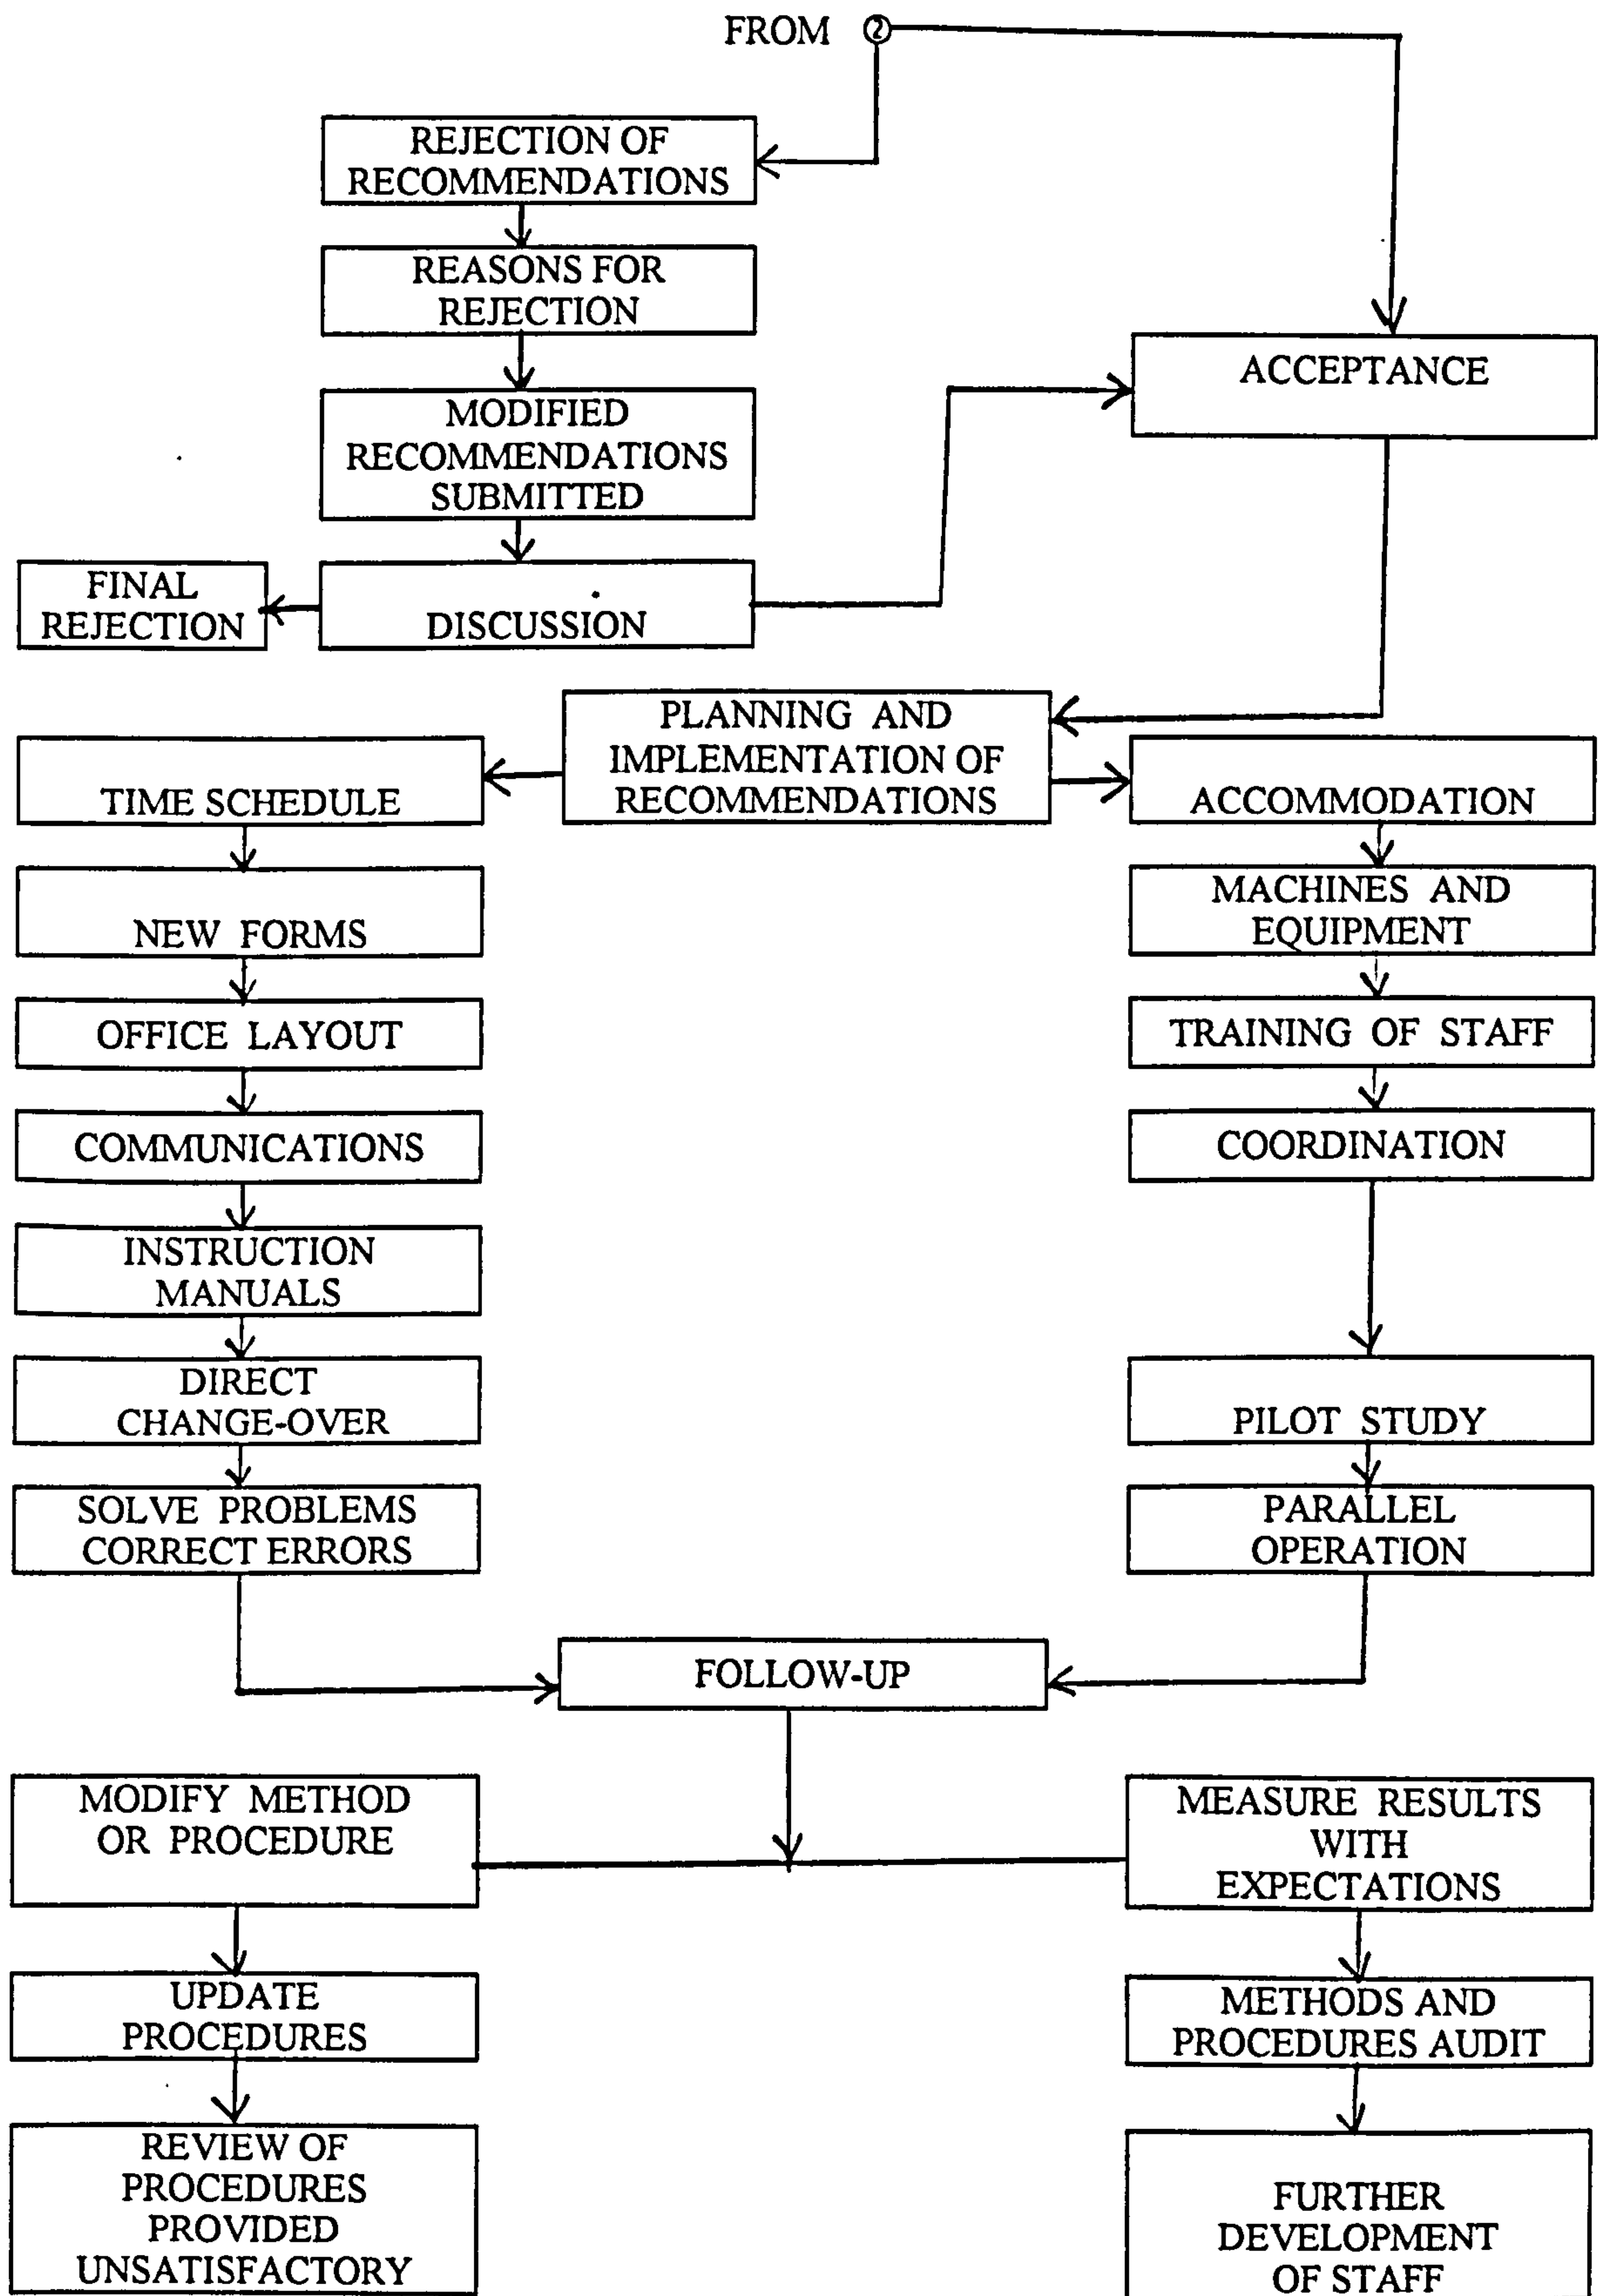 FROM 2
REJECTION OF
RECOMMENDATIONS
REASONS FOR
REJECTION
ACCEPTANCE
MODIFIED
RECOMMENDATIONS
SUBMITTED
FINAL
REJECTION
DISCUSSION
PLANNING AND
IMPLEMENTATION OF
RECOMMENDATIONS
TIME SCHEDULE
NEW FORMS
OFFICE LAYOUT
COMMUNICATIONS
INSTRUCTION
MANUALS
DIRECT
CHANGE-OVER
SOLVE PROBLEMS
CORRECT ERRORS
ACCOMMODATION
MACHINES AND
EQUIPMENT
TRAINING OF STAFF
COORDINATION
PILOT STUDY
PARALLEL
OPERATION
FOLLOW-UP
MODIFY METHOD
OR PROCEDURE
UPDATE
PROCEDURES
REVIEW OF
PROCEDURES
PROVIDED
UNSATISFACTORY
MEASURE RESULTS
WITH
EXPECTATIONS
METHODS AND
PROCEDURES AUDIT
FURTHER
DEVELOPMENT
OF STAFF